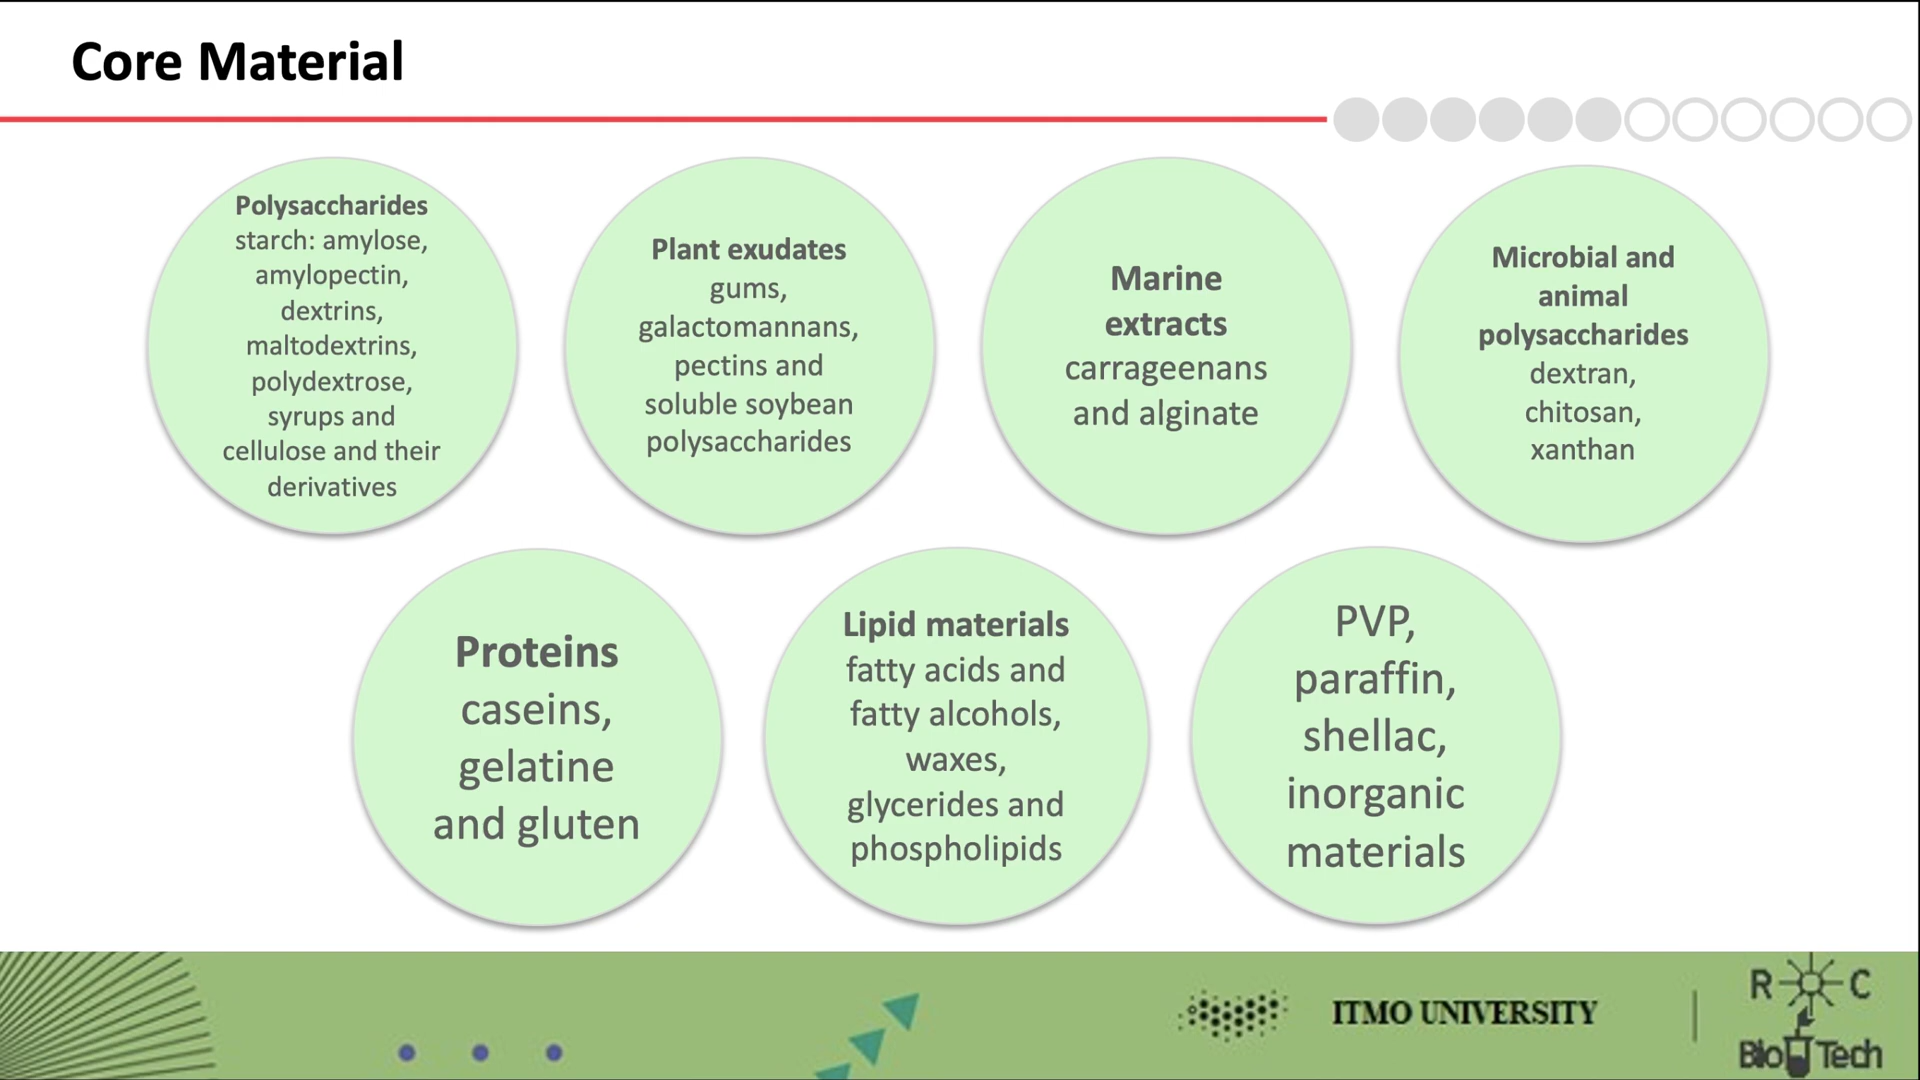 Core Material
Polysaccharides
starch: amylose,
amylopectin,
dextrins,
maltodextrins,
polydextrose,
syrups and
cellulose and their
derivatives
Plant exudates
gums,
galactomannans,
pectins and
soluble soybean
polysaccharides
Marine
extracts
carrageenans
and alginate
Microbial and
animal
polysaccharides
dextran,
chitosan,
xanthan
Proteins
caseins,
gelatine
and gluten
Lipid materials
fatty acids and
fatty alcohols,
waxes,
glycerides and
phospholipids
PVP,
paraffin,
shellac,
inorganic
materials
ITMO UNIVERSITY
R C
Bio Tech